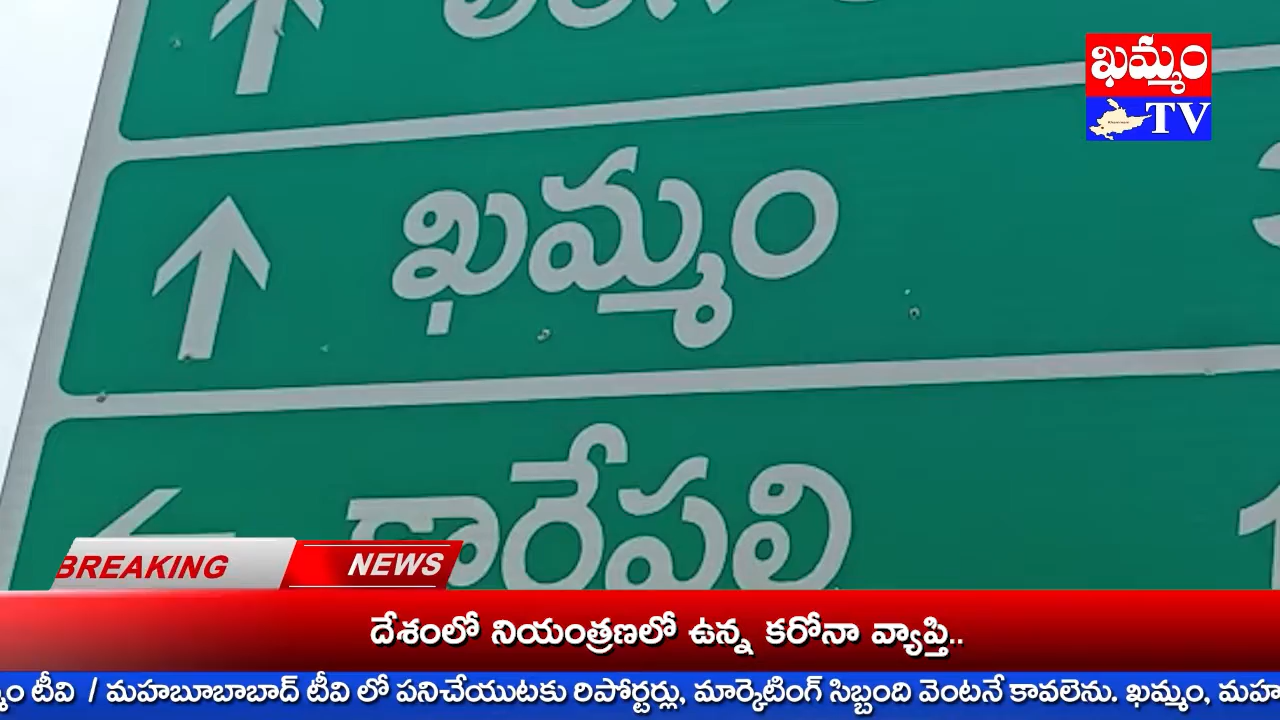 ఖమ్మం
TV
ఖమ్మం
BREAKING NEWS
దేశంలో నియంత్రణలో ఉన్న కరోనా వ్యాప్తి..
టీవి / మహబూబాబాద్ టీవి లో పనిచేయుటకు రిపోర్టర్లు, మార్కెటింగ్ సిబ్బంది వెంటనే కావలెను. ఖమ్మం,